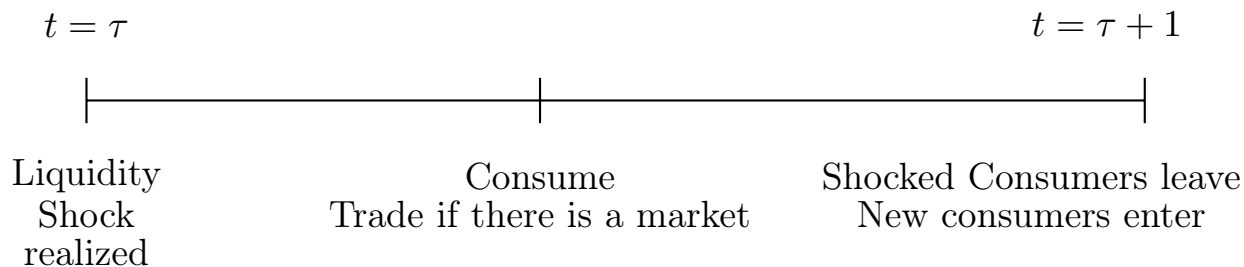 t = τ
t = τ + 1
Liquidity
Shock
realized
Consume
Trade if there is a market
Shocked Consumers leave
New consumers enter